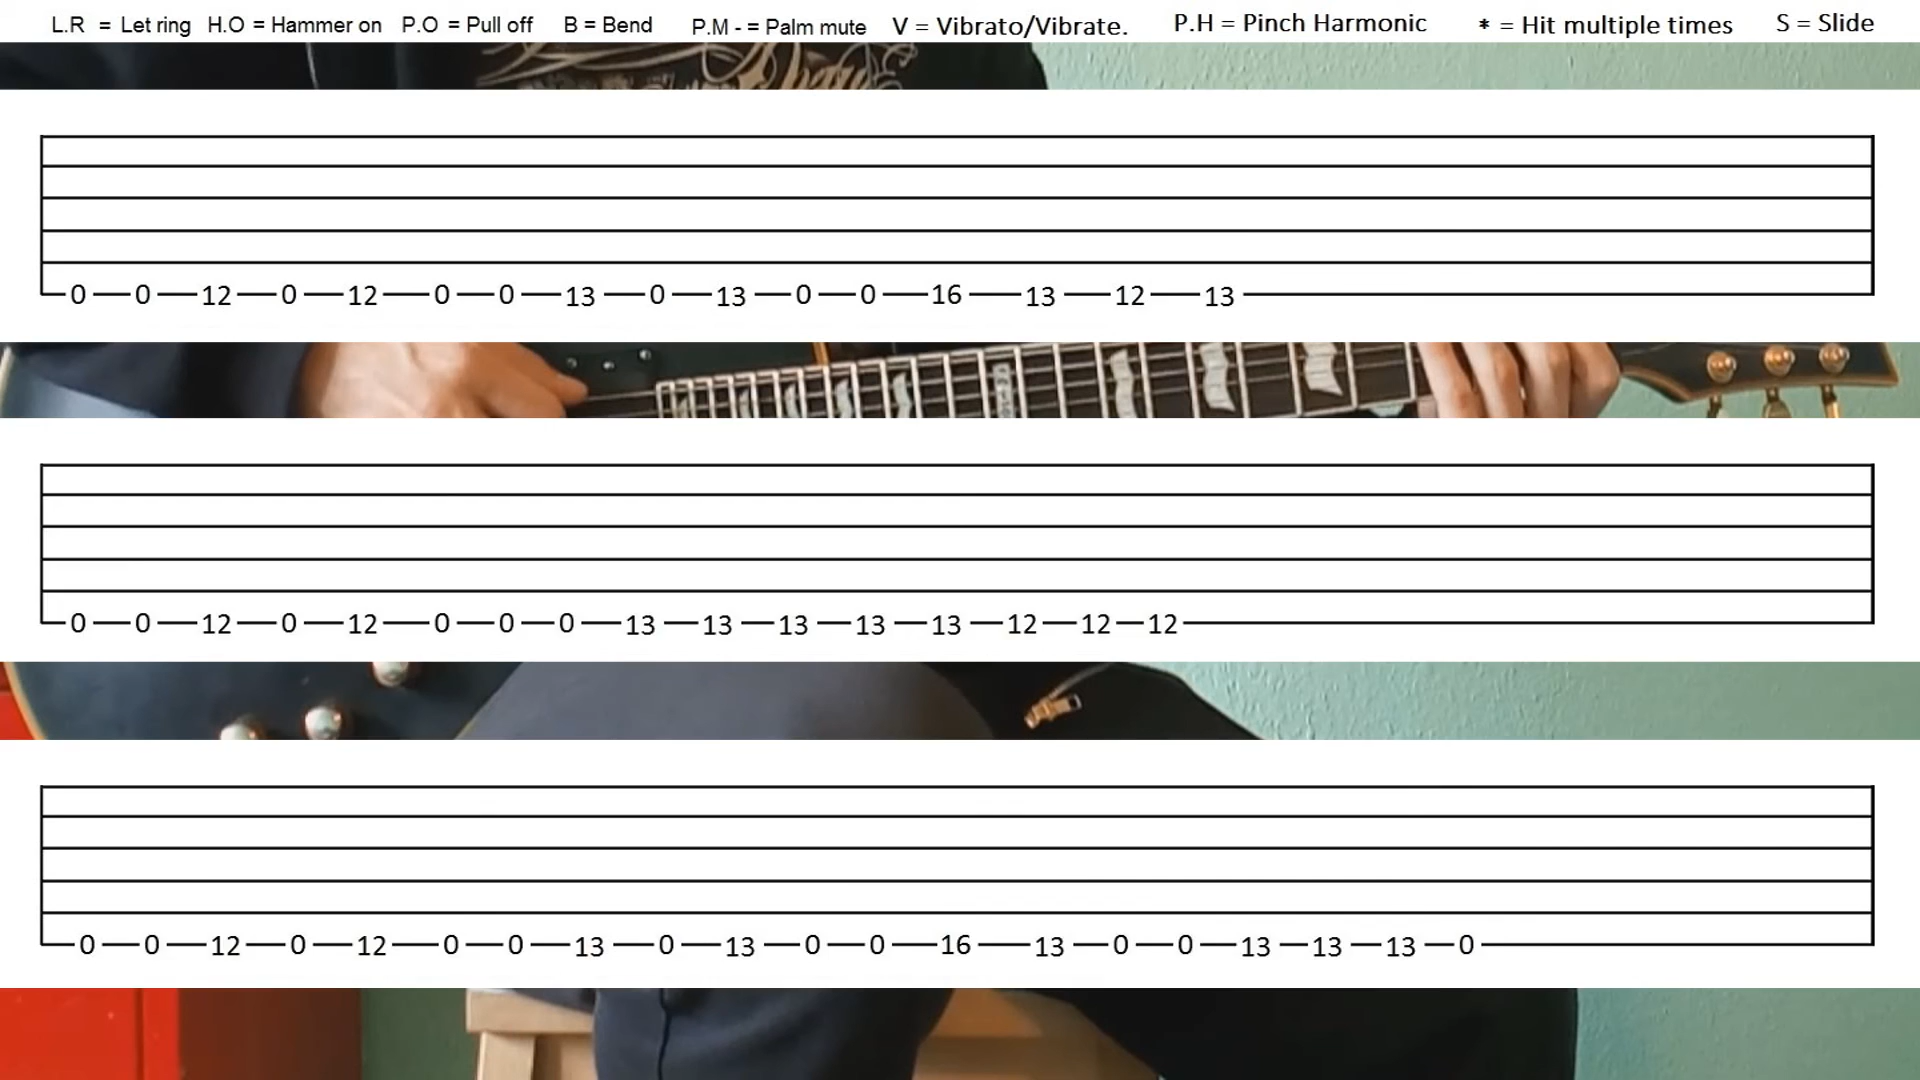 L.R = Let ring H.O = Hammer on P.O = Pull off B = Bend P.M - = Palm mute V = Vibrato/Vibrate. P.H = Pinch Harmonic * = Hit multiple times S = Slide
0 0 12 0 12 0 0 13 0 13 0 0 16 13 12 13
0 0 12 0 12 0 0 0 13 13 13 13 13 12 12 12
0 0 12 0 12 0 0 13 0 13 0 0 16 13 0 0 13 13 13 0